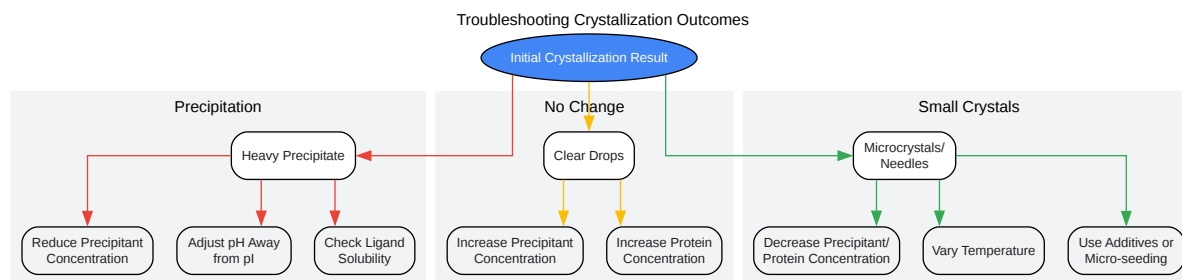 Troubleshooting Crystallization Outcomes
Initial Crystallization Result
Precipitation
No Change
Small Crystals
Heavy Precipitate
Clear Drops
Microcrystals/
Needles
Reduce Precipitant
Concentration
Adjust pH Away
from pI
Check Ligand
Solubility
Increase Precipitant
Concentration
Increase Protein
Concentration
Decrease Precipitant/
Protein Concentration
Vary Temperature
Use Additives or
Micro-seeding